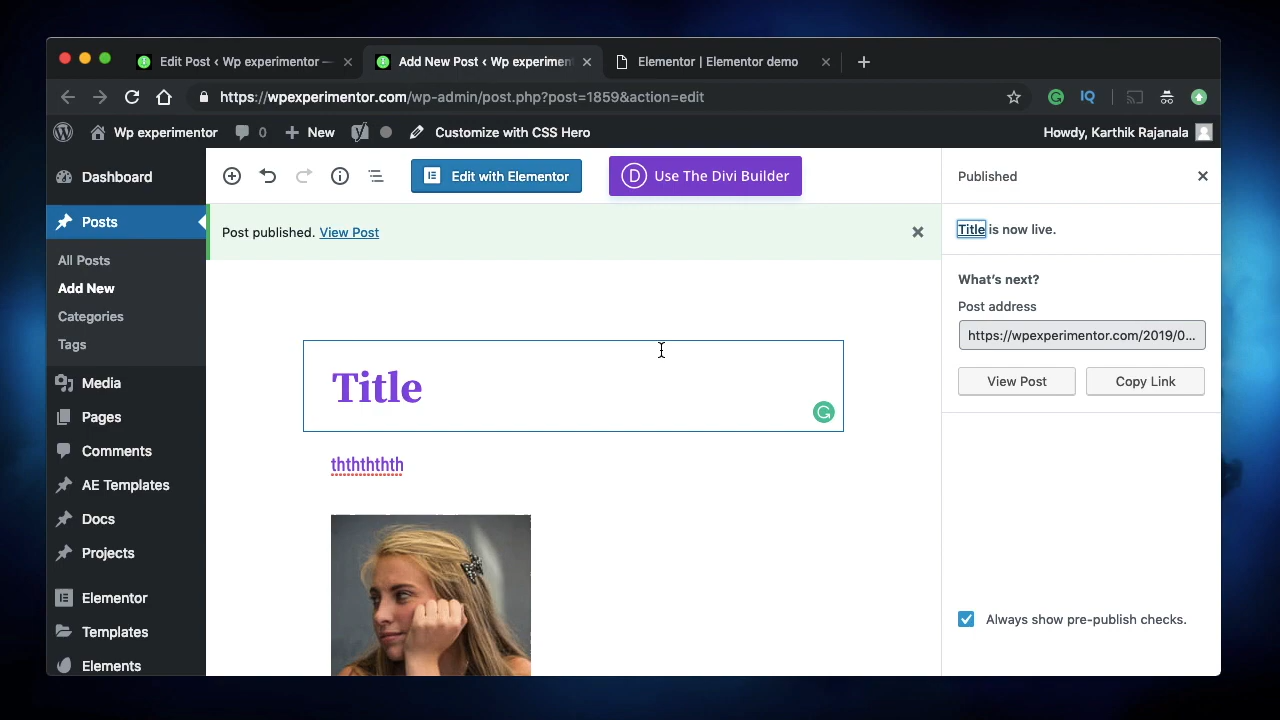 Edit Post ‹ Wp experimentor —
Add New Post ‹ Wp experiment
Elementor | Elementor demo
https://wpexperimentor.com/wp-admin/post.php?post=1859&action=edit
IQ
Wp experimentor
0
New
Customize with CSS Hero
Howdy, Karthik Rajanala
Dashboard
Posts
All Posts
Add New
Categories
Tags
Media
Pages
Comments
AE Templates
Docs
Projects
Elementor
Templates
Elements
Edit with Elementor
D Use The Divi Builder
Post published. View Post
Title
thththththth
Published
Title is now live.
What's next?
Post address
https://wpexperimentor.com/2019/0...
View Post
Copy Link
Always show pre-publish checks.